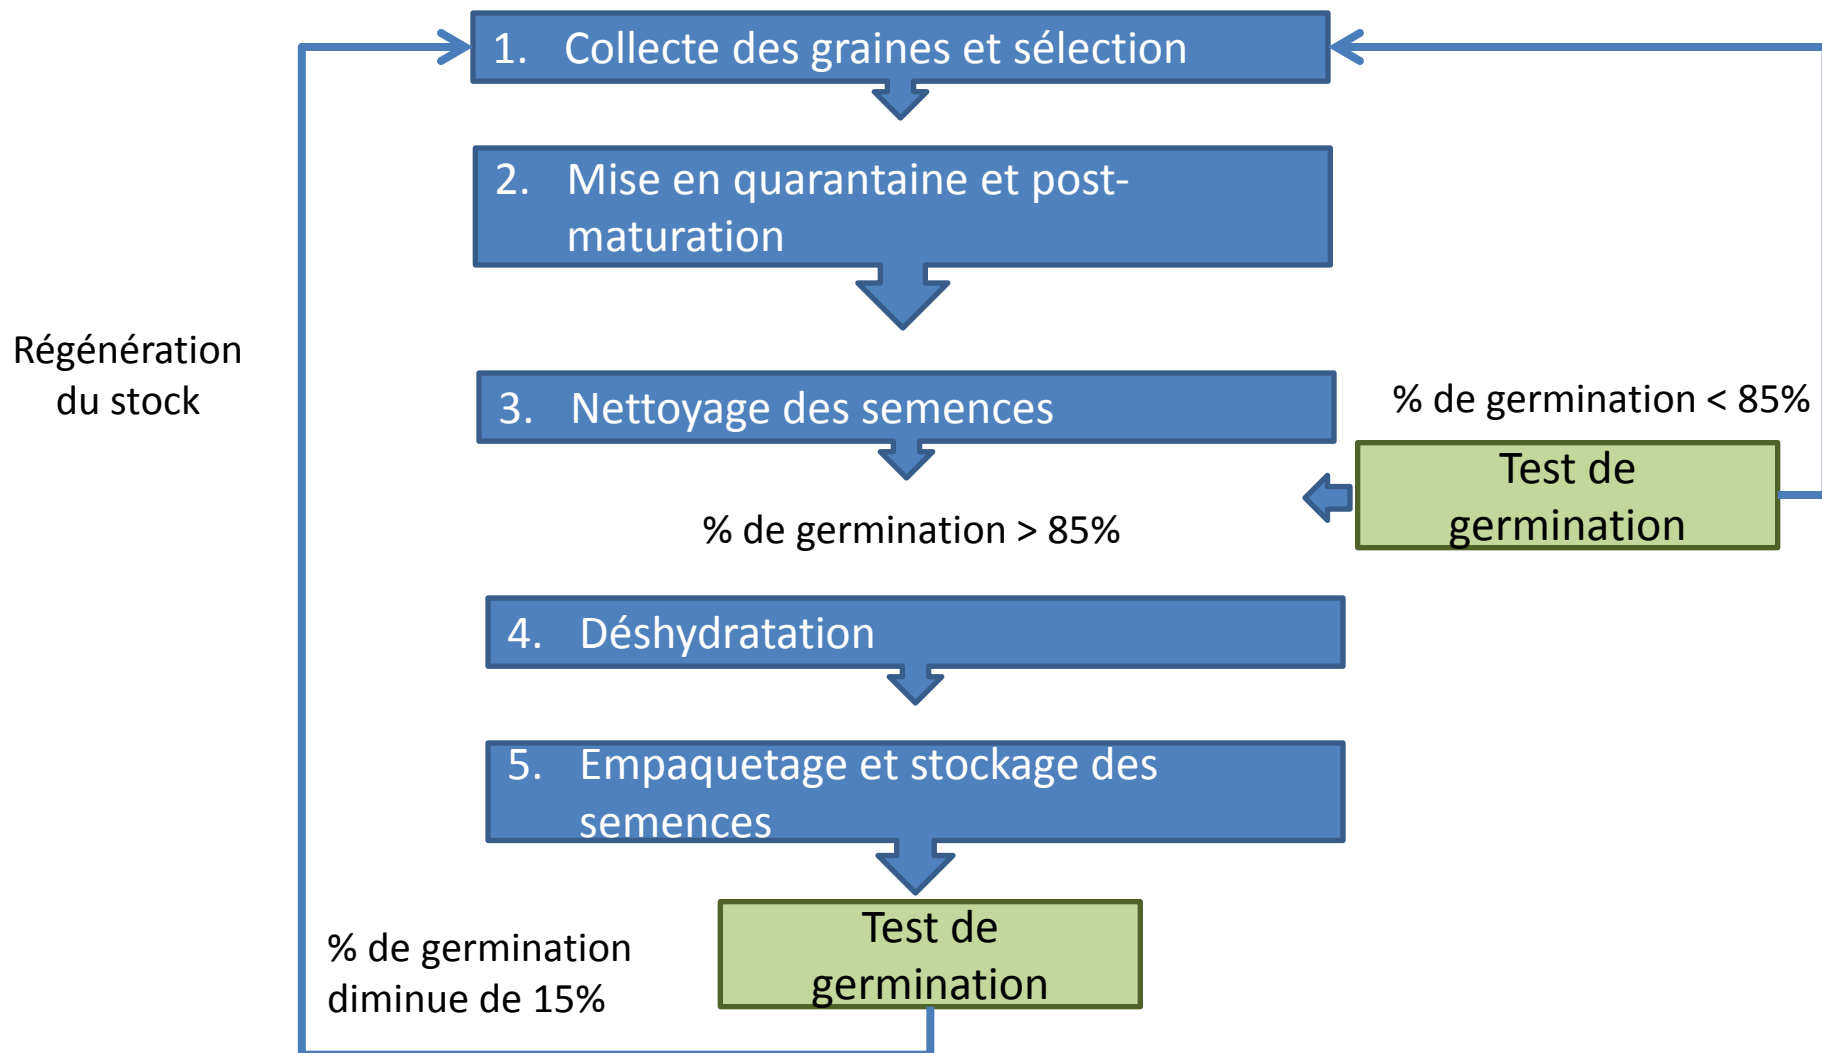 1. Collecte des graines et sélection
2. Mise en quarantaine et post-
maturation
Régénération
du stock
3. Nettoyage des semences
% de germination < 85%
Test de
germination
% de germination > 85%
4. Déshydratation
5. Empaquetage et stockage des
semences
Test de
germination
% de germination
diminue de 15%